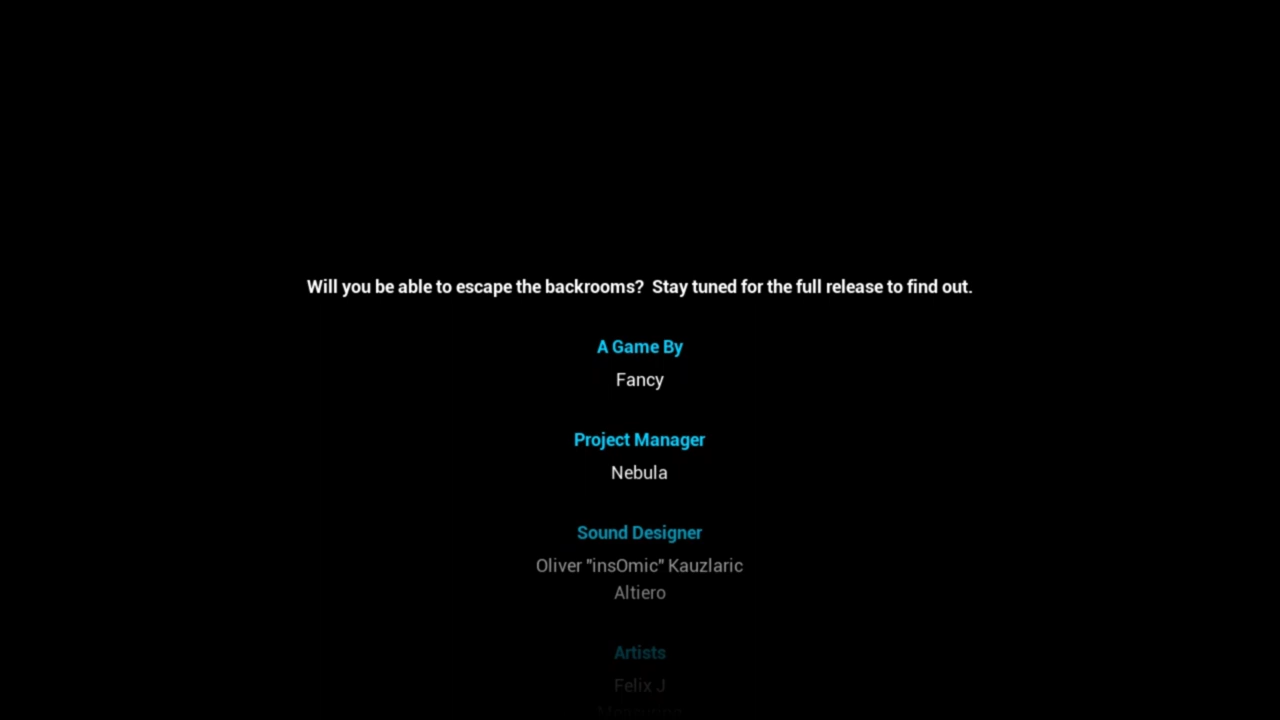 Will you be able to escape the backrooms?  Stay tuned for the full release to find out.
A Game By
Fancy
Project Manager
Nebula
Sound Designer
Oliver "insOmic" Kauzlaric
Altiero
Artists
Felix J